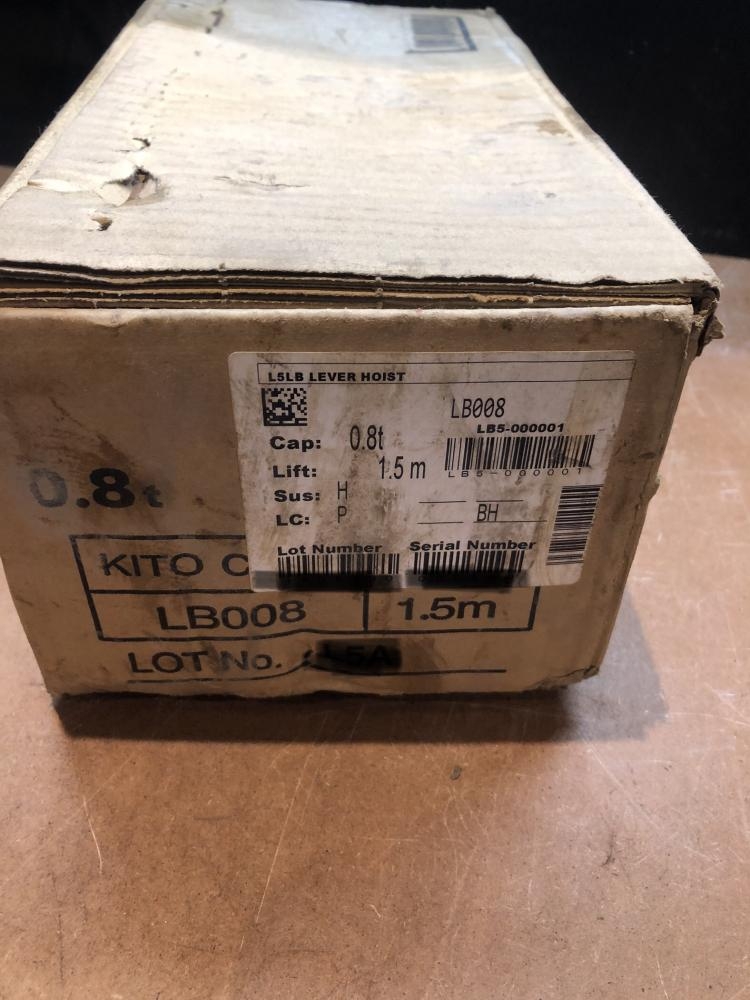 L5LB LEVER HOIST
LB008
LB5-000001
Cap: 0.8t
Lift: 1.5 m
LB5-000001
Sus: H
LC: P BH
Lot Number Serial Number
0.8t
KITO C
LB008 1.5m
LOT No. L5A